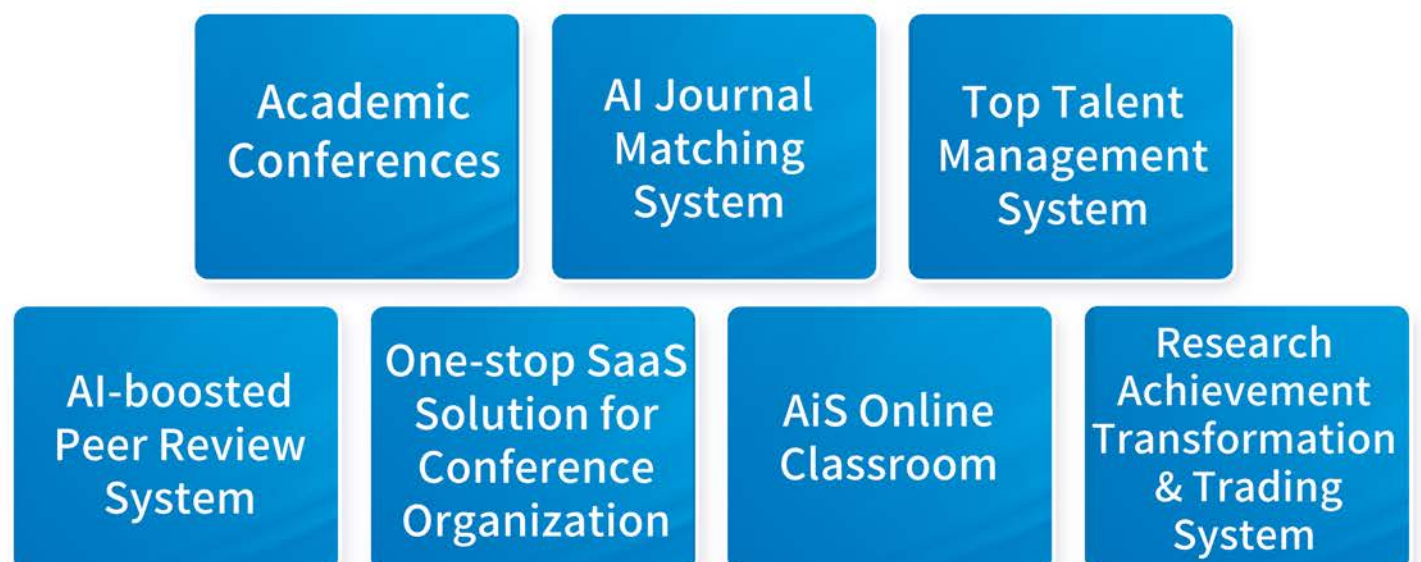 Academic
Conferences
AI Journal
Matching
System
Top Talent
Management
System
AI-boosted
Peer Review
System
One-stop SaaS
Solution for
Conference
Organization
AiS Online
Classroom
Research
Achievement
Transformation
& Trading
System